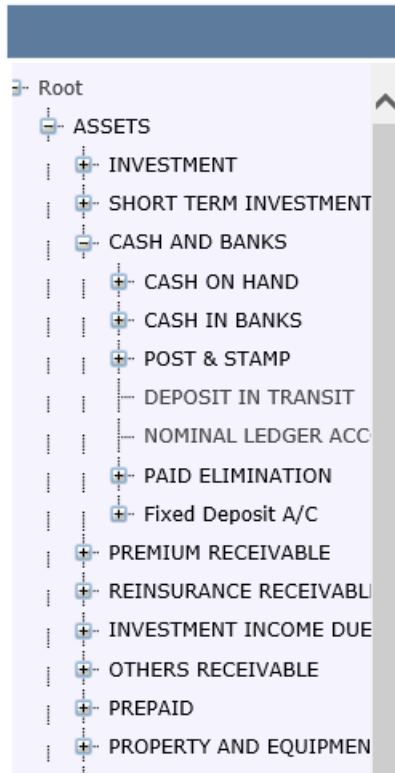 Root
ASSETS
INVESTMENT
SHORT TERM INVESTMENT
CASH AND BANKS
CASH ON HAND
CASH IN BANKS
POST & STAMP
DEPOSIT IN TRANSIT
NOMINAL LEDGER ACC
PAID ELIMINATION
Fixed Deposit A/C
PREMIUM RECEIVABLE
REINSURANCE RECEIVABL
INVESTMENT INCOME DUE
OTHERS RECEIVABLE
PREPAID
PROPERTY AND EQUIPMEN